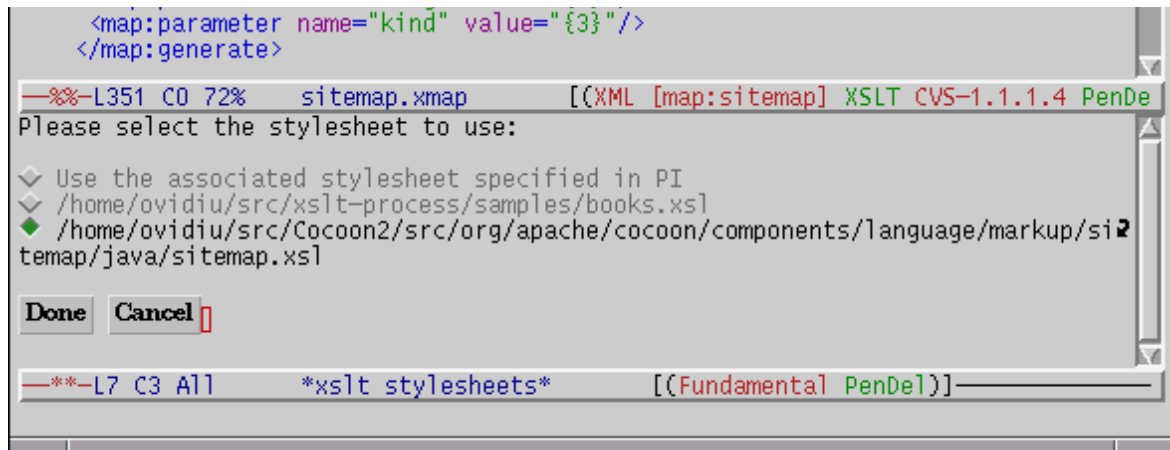 <map:parameter name="kind" value="{3}"/>
</map:generate>
--%%-L351 C0 72% sitemap.xmap [(XML [map:sitemap] XSLT CVS-1.1.1.4 PenDe
Please select the stylesheet to use:
Use the associated stylesheet specified in PI
/home/ovidiu/src/xslt-process/samples/books.xsl
/home/ovidiu/src/Cocoon2/src/org/apache/cocoon/components/language/markup/si
temap/java/sitemap.xsl
Done Cancel
--**-L7 C3 All *xslt stylesheets* [(Fundamental PenDel)]----------------